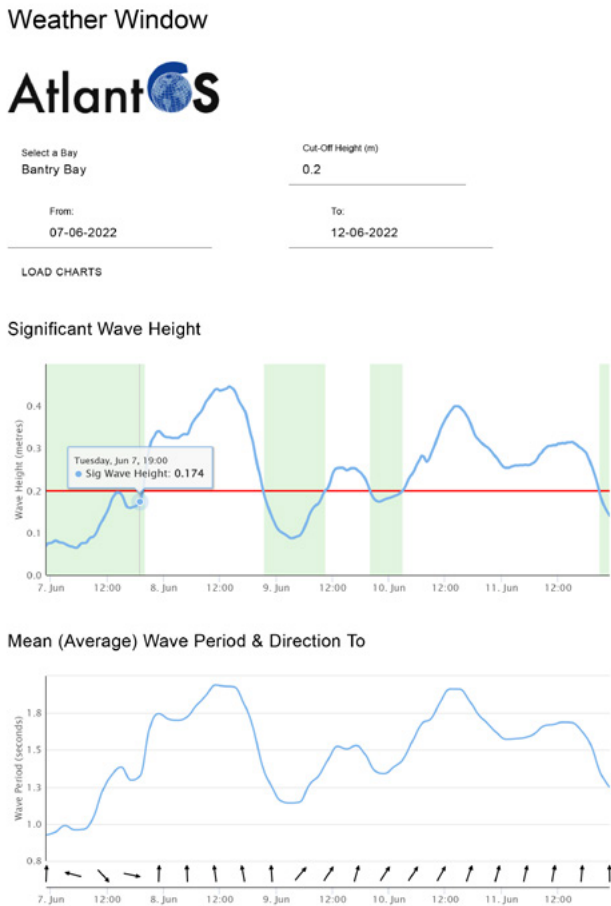 Weather Window
AtlantOS
Select a Bay
Bantry Bay
Cut-Off Height (m)
0.2
From:
07-06-2022
To:
12-06-2022
LOAD CHARTS
Significant Wave Height
Wave Height (metres)
0.4
0.3
0.2
0.1
0.0
Tuesday, Jun 7, 19:00
Sig Wave Height: 0.174
7. Jun 12:00 8. Jun 12:00 9. Jun 12:00 10. Jun 12:00 11. Jun 12:00
Mean (Average) Wave Period & Direction To
Wave Period (seconds)
1.8
1.5
1.3
1.0
0.8
7. Jun 12:00 8. Jun 12:00 9. Jun 12:00 10. Jun 12:00 11. Jun 12:00